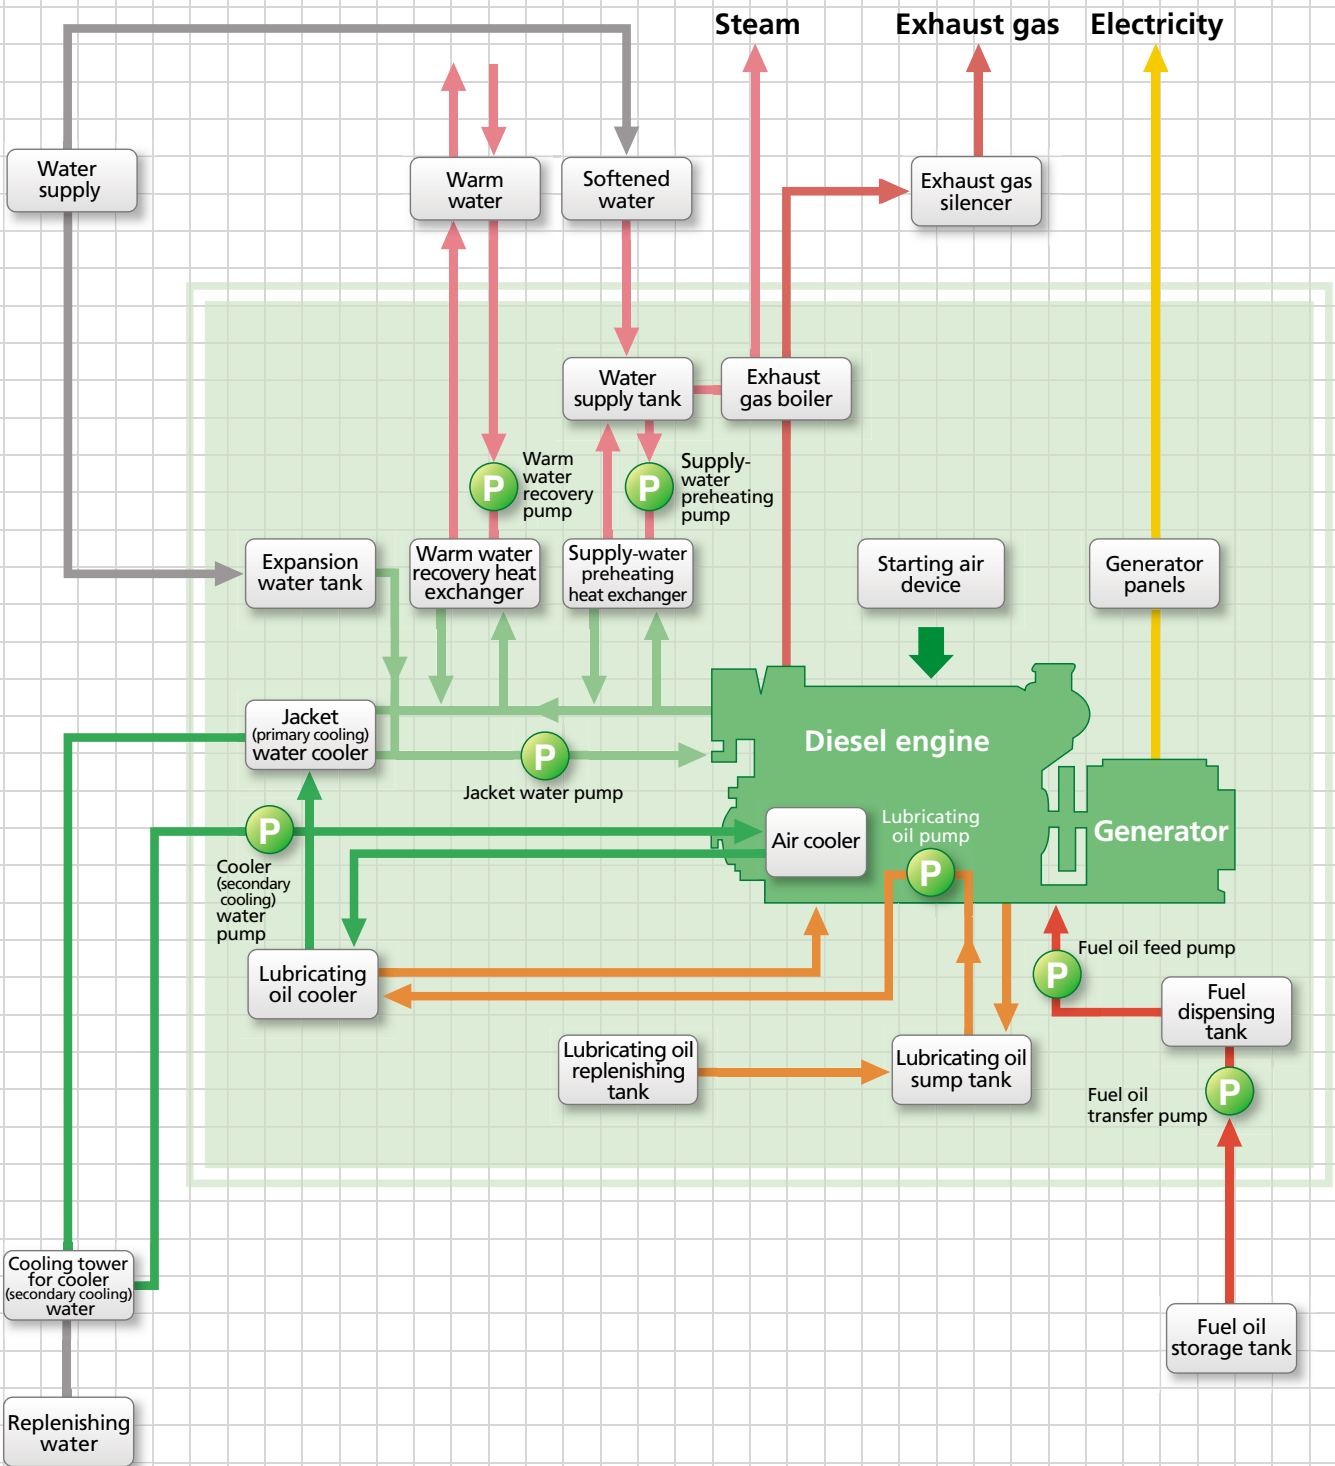 Steam
Exhaust gas
Electricity
Water
supply
Warm
water
Softened
water
Exhaust gas
silencer
Water
supply tank
Exhaust
gas boiler
P
Warm
water
recovery
pump
P
Supply-
water
preheating
pump
Expansion
water tank
Warm water
recovery heat
exchanger
Supply-water
preheating
heat exchanger
Starting air
device
Generator
panels
Jacket
(primary cooling)
water cooler
P
Jacket water pump
Diesel engine
P
Cooler
(secondary
cooling)
water
pump
Air cooler
Lubricating
oil pump
P
Generator
Lubricating
oil cooler
Fuel oil feed pump
P
Fuel
dispensing
tank
Lubricating oil
replenishing
tank
Lubricating oil
sump tank
Fuel oil
transfer pump
P
Cooling tower
for cooler
(secondary cooling)
water
Fuel oil
storage tank
Replenishing
water